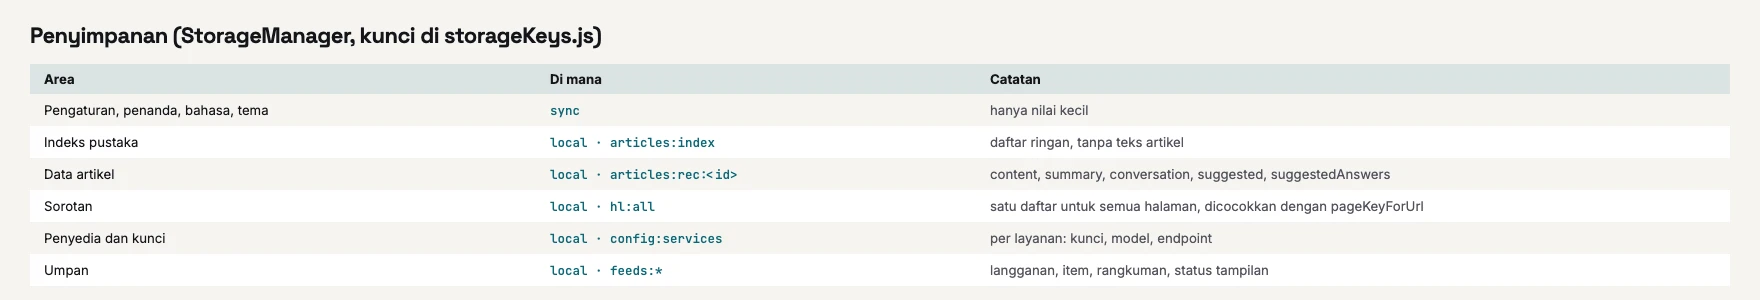 Penyimpanan (StorageManager, kunci di storageKeys.js)
Area Di mana Catatan
Pengaturan, penanda, bahasa, tema sync hanya nilai kecil
Indeks pustaka local · articles:index daftar ringan, tanpa teks artikel
Data artikel local · articles:rec:<id> content, summary, conversation, suggested, suggestedAnswers
Sorotan local · hl:all satu daftar untuk semua halaman, dicocokkan dengan pageKeyForUrl
Penyedia dan kunci local · config:services per layanan: kunci, model, endpoint
Umpan local · feeds:* langganan, item, rangkuman, status tampilan